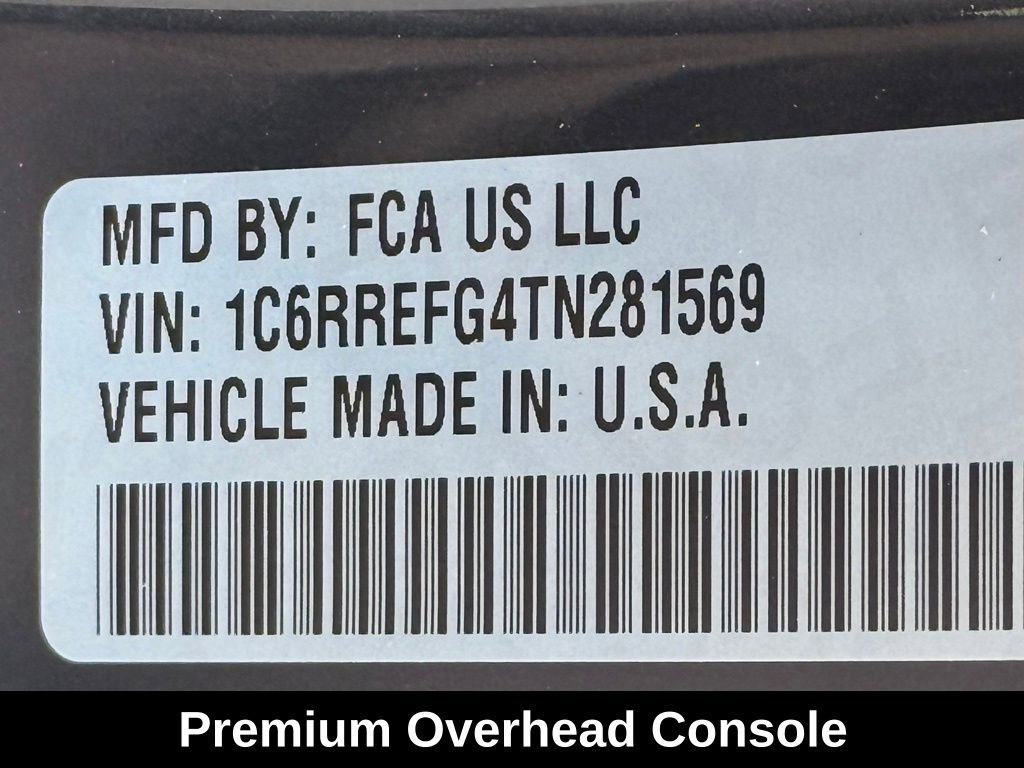 MFD BY: FCA US LLC
VIN: 1C6RREFG4TN281569
VEHICLE MADE IN: U.S.A.
Premium Overhead Console